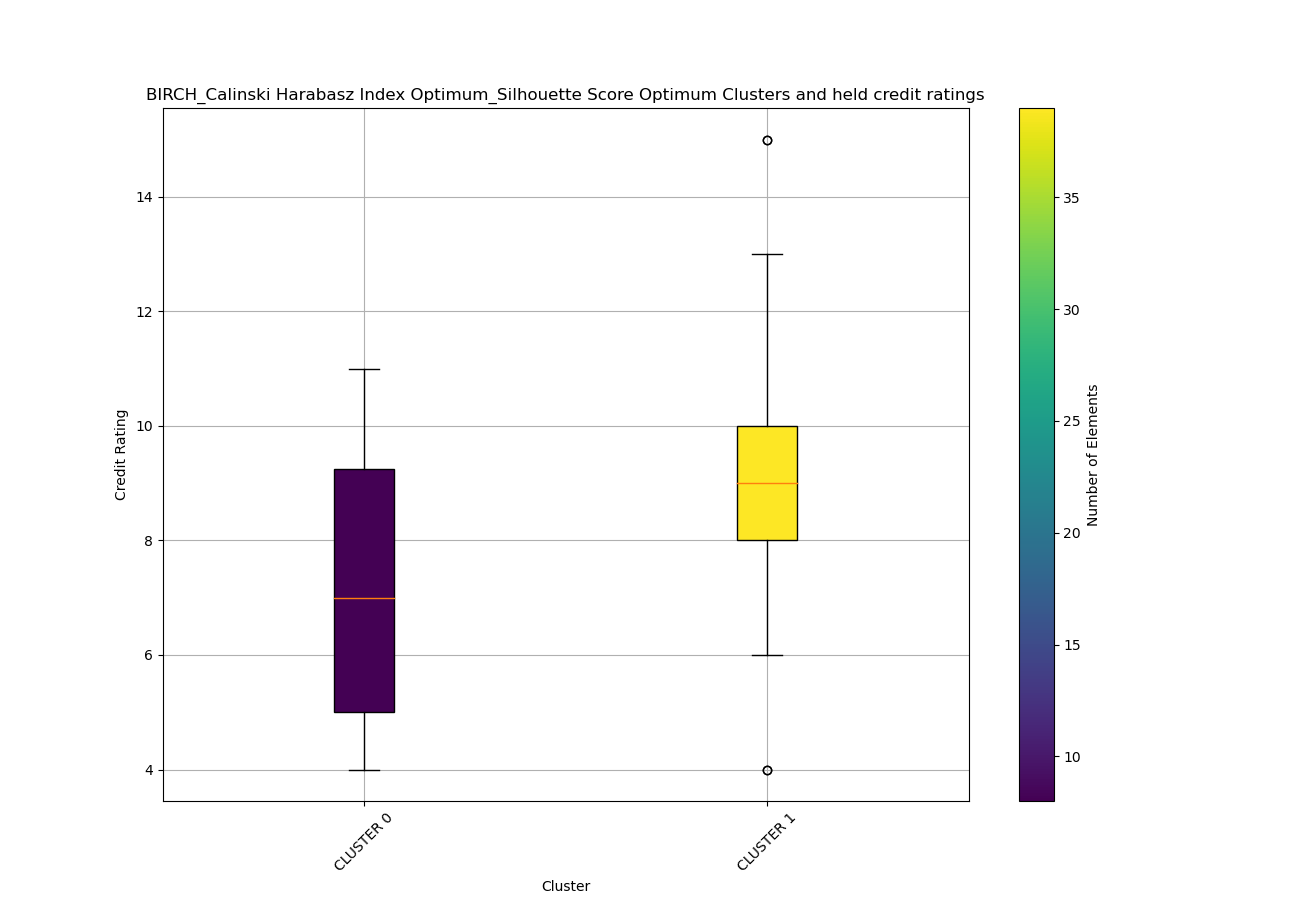 BIRCH_Calinski Harabasz Index Optimum_Silhouette Score Optimum Clusters and held credit ratings
14
12
10
8
6
4
Credit Rating
CLUSTER 0
CLUSTER 1
Cluster
35
30
25
20
15
10
Number of Elements